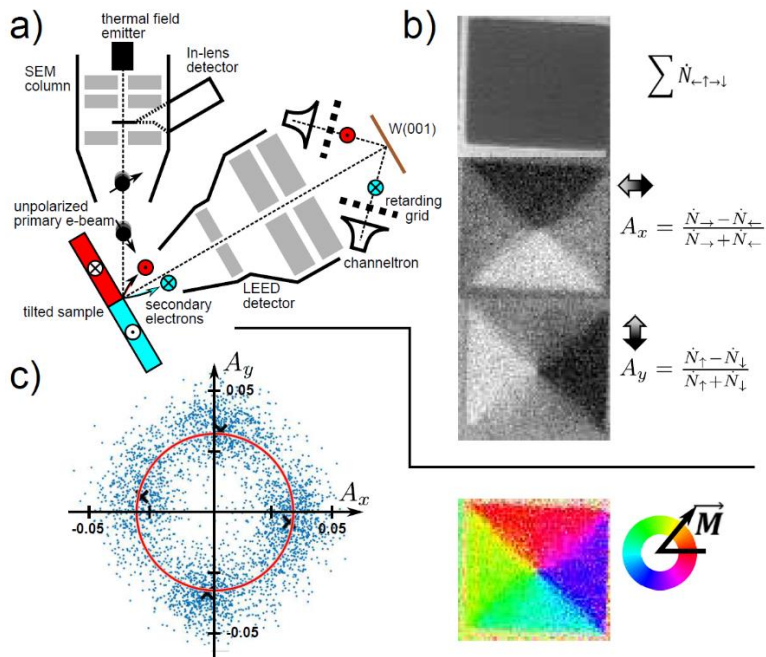 a)
thermal field
emitter
SEM
column
In-lens
detector
W(001)
unpolarized
primary e-beam
retarding
grid
channeltron
LEED
detector
tilted sample
secondary
electrons
b)
∑ Ṅ←↑→↓
A_x = (Ṅ→ − Ṅ←) / (Ṅ→ + Ṅ←)
A_y = (Ṅ↑ − Ṅ↓) / (Ṅ↑ + Ṅ↓)
c)
A_y
0.05
A_x
-0.05
0.05
-0.05
M